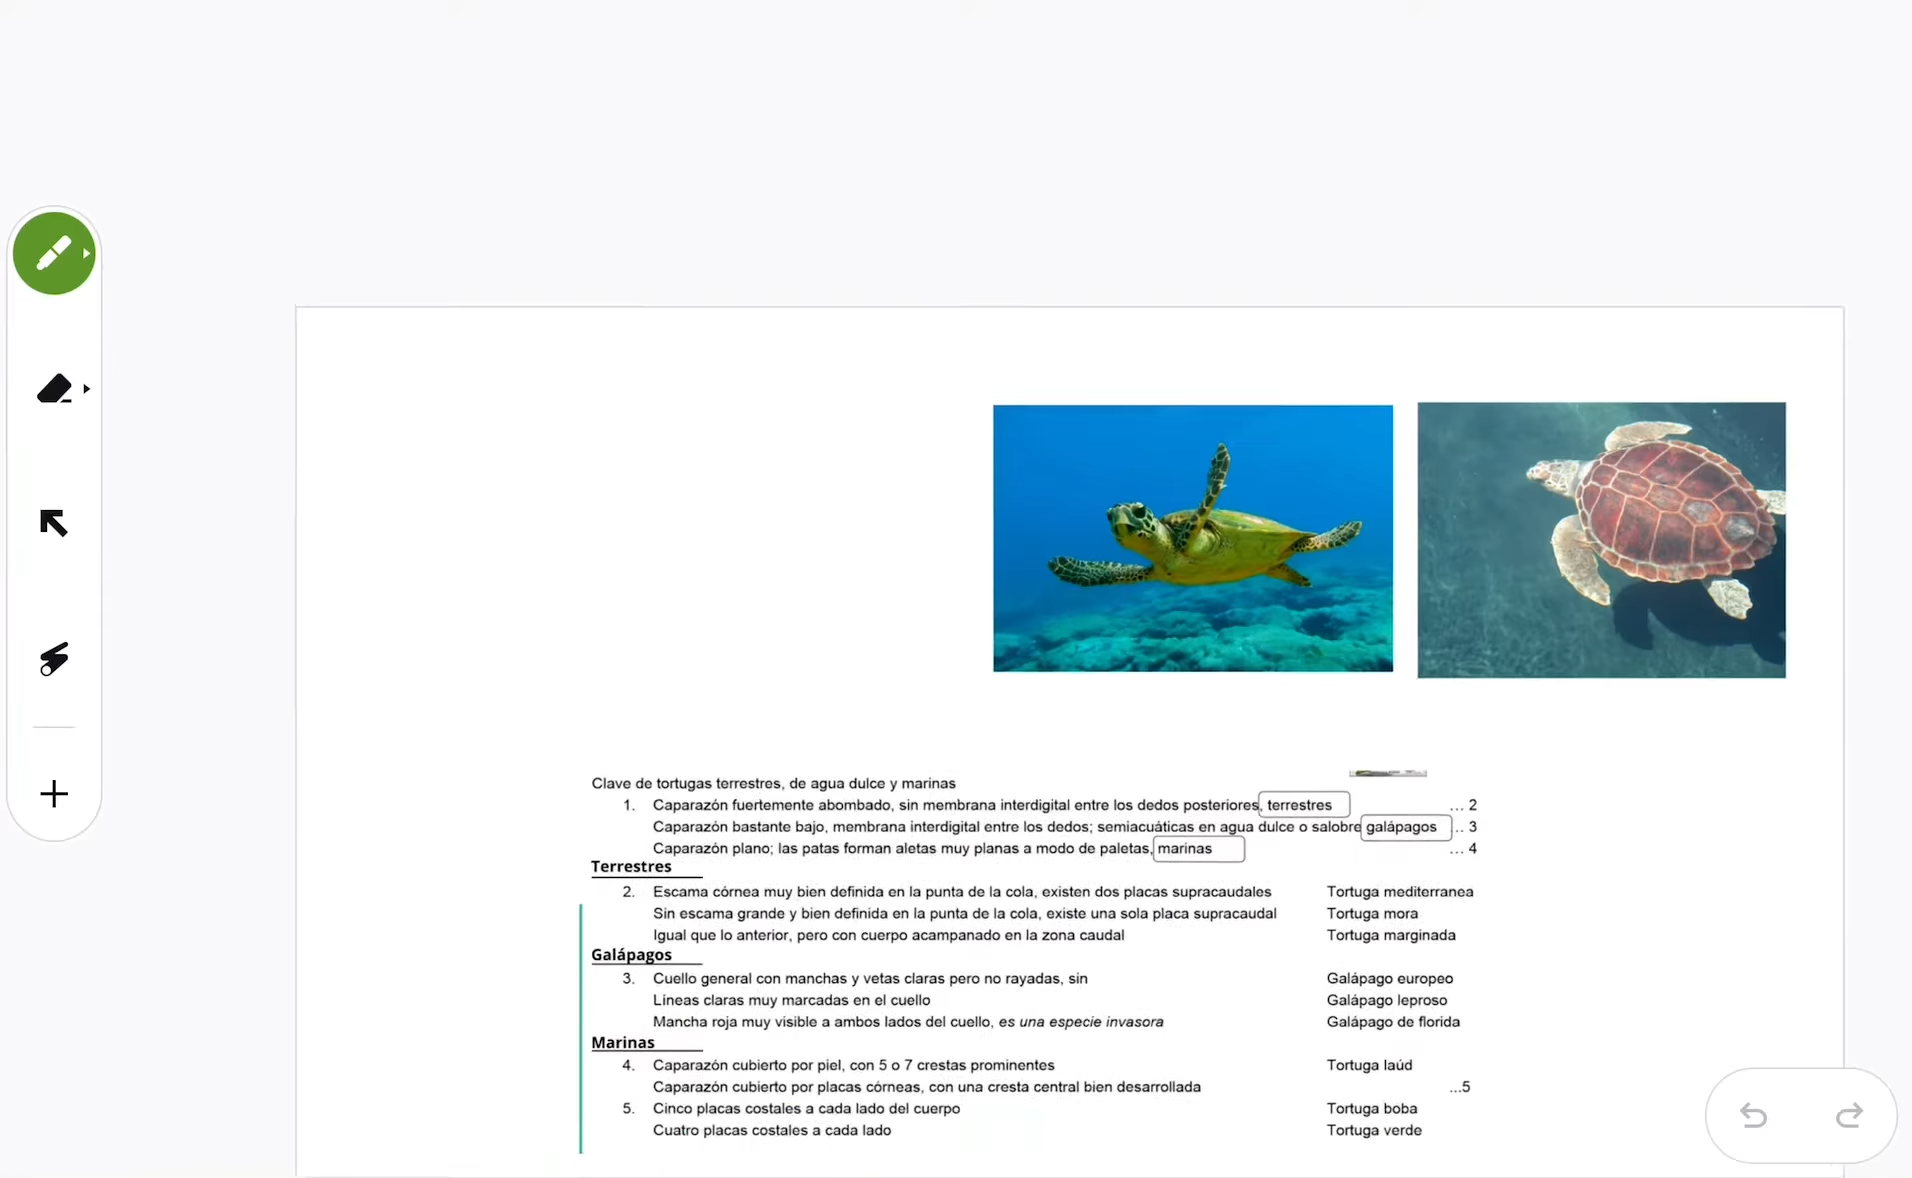 Clave de tortugas terrestres, de agua dulce y marinas
1. Caparazón fuertemente abombado, sin membrana interdigital entre los dedos posteriores, terrestres ... 2
Caparazón bastante bajo, membrana interdigital entre los dedos; semiacuáticas en agua dulce o salobre galápagos .. 3
Caparazón plano; las patas forman aletas muy planas a modo de paletas, marinas ... 4
Terrestres
2. Escama córnea muy bien definida en la punta de la cola, existen dos placas supracaudales Tortuga mediterranea
Sin escama grande y bien definida en la punta de la cola, existe una sola placa supracaudal Tortuga mora
Igual que lo anterior, pero con cuerpo acampanado en la zona caudal Tortuga marginada
Galápagos
3. Cuello general con manchas y vetas claras pero no rayadas, sin Galápago europeo
Líneas claras muy marcadas en el cuello Galápago leproso
Mancha roja muy visible a ambos lados del cuello, es una especie invasora Galápago de florida
Marinas
4. Caparazón cubierto por piel, con 5 o 7 crestas prominentes Tortuga laúd
Caparazón cubierto por placas córneas, con una cresta central bien desarrollada ...5
5. Cinco placas costales a cada lado del cuerpo Tortuga boba
Cuatro placas costales a cada lado Tortuga verde